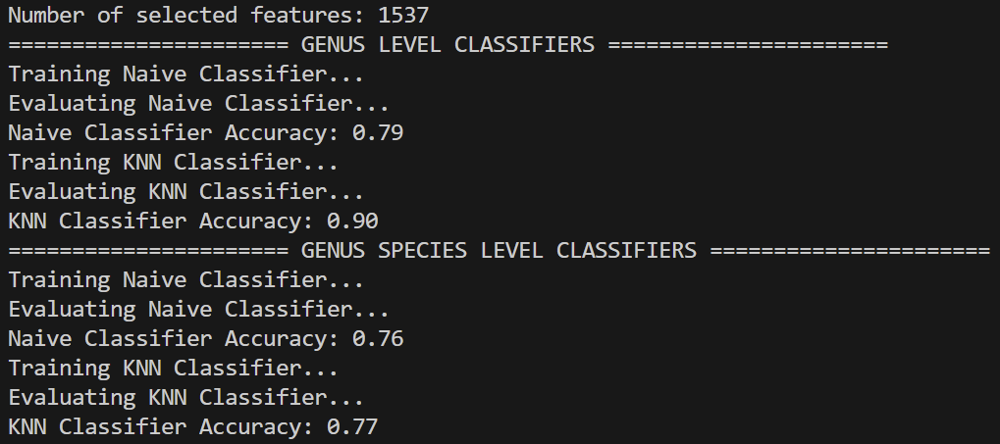 Number of selected features: 1537
====================== GENUS LEVEL CLASSIFIERS ======================
Training Naive Classifier...
Evaluating Naive Classifier...
Naive Classifier Accuracy: 0.79
Training KNN Classifier...
Evaluating KNN Classifier...
KNN Classifier Accuracy: 0.90
====================== GENUS SPECIES LEVEL CLASSIFIERS ======================
Training Naive Classifier...
Evaluating Naive Classifier...
Naive Classifier Accuracy: 0.76
Training KNN Classifier...
Evaluating KNN Classifier...
KNN Classifier Accuracy: 0.77